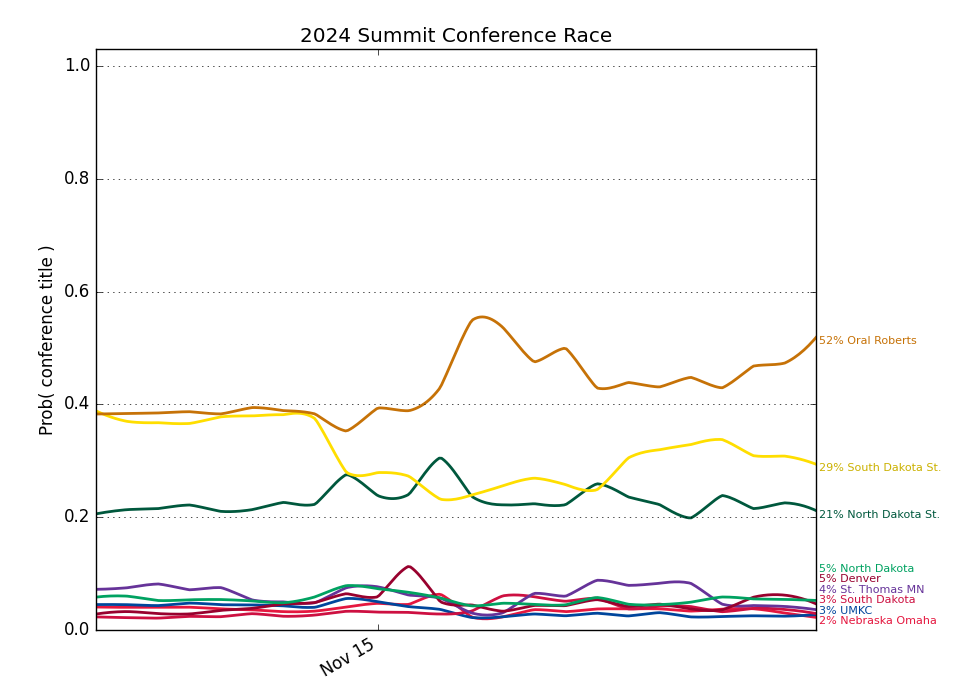 2024 Summit Conference Race
Prob( conference title )
1.0
0.8
0.6
0.4
0.2
0.0
Nov 15
52% Oral Roberts
29% South Dakota St.
21% North Dakota St.
5% North Dakota
5% Denver
4% St. Thomas MN
3% South Dakota
3% UMKC
2% Nebraska Omaha